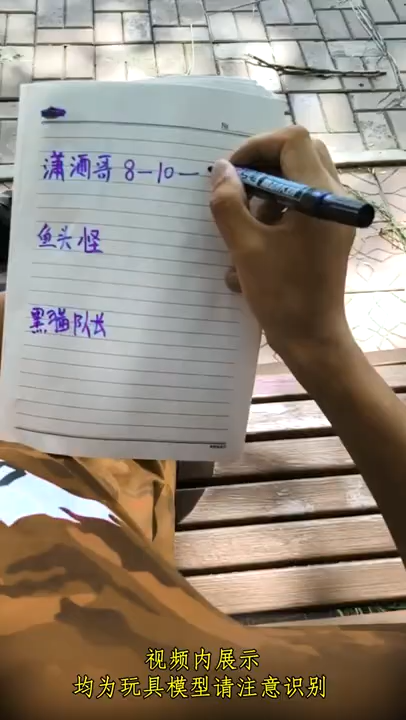 潇洒哥 8-10-
鱼头怪
黑猫队长
视频内展示
均为玩具模型请注意识别